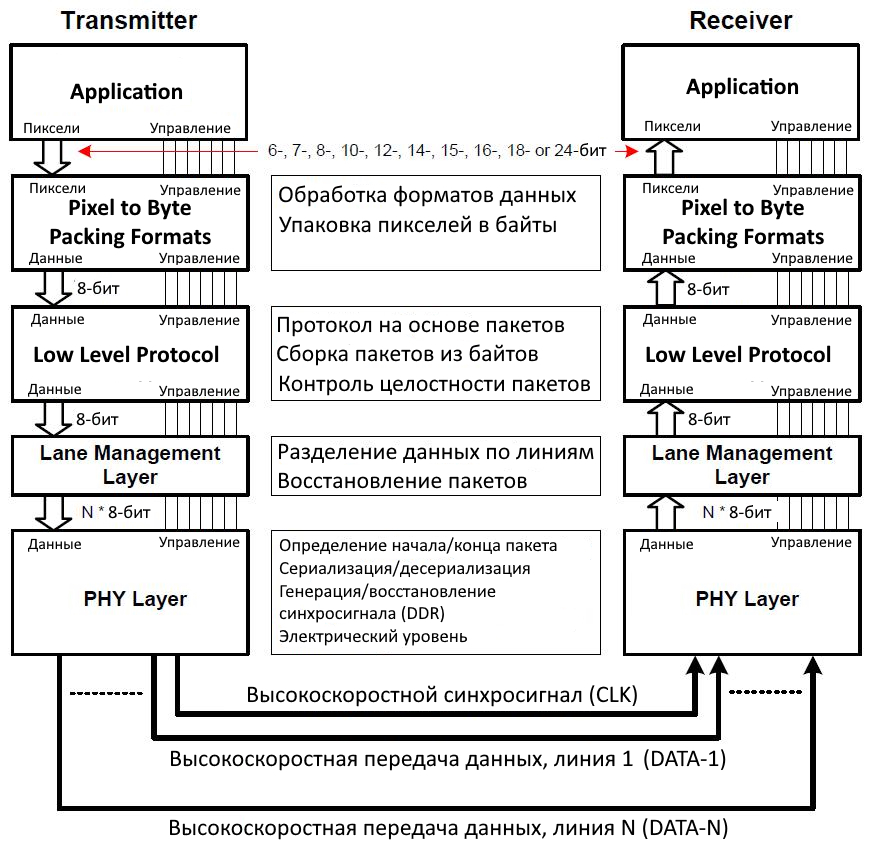 Transmitter
Receiver
Application
Application
Пиксели
Управление
Пиксели
Управление
6-, 7-, 8-, 10-, 12-, 14-, 15-, 16-, 18- or 24-бит
Пиксели
Управление
Pixel to Byte
Packing Formats
Данные
Управление
Обработка форматов данных
Упаковка пикселей в байты
Пиксели
Управление
Pixel to Byte
Packing Formats
Данные
Управление
8-бит
8-бит
Данные
Управление
Low Level Protocol
Данные
Управление
Протокол на основе пакетов
Сборка пакетов из байтов
Контроль целостности пакетов
Данные
Управление
Low Level Protocol
Данные
Управление
8-бит
8-бит
Lane Management
Layer
Разделение данных по линиям
Восстановление пакетов
Lane Management
Layer
N * 8-бит
N * 8-бит
Данные
Управление
PHY Layer
Определение начала/конца пакета
Сериализация/десериализация
Генерация/восстановление
синхросигнала (DDR)
Электрический уровень
Данные
Управление
PHY Layer
Высокоскоростной синхросигнал (CLK)
Высокоскоростная передача данных, линия 1 (DATA-1)
Высокоскоростная передача данных, линия N (DATA-N)